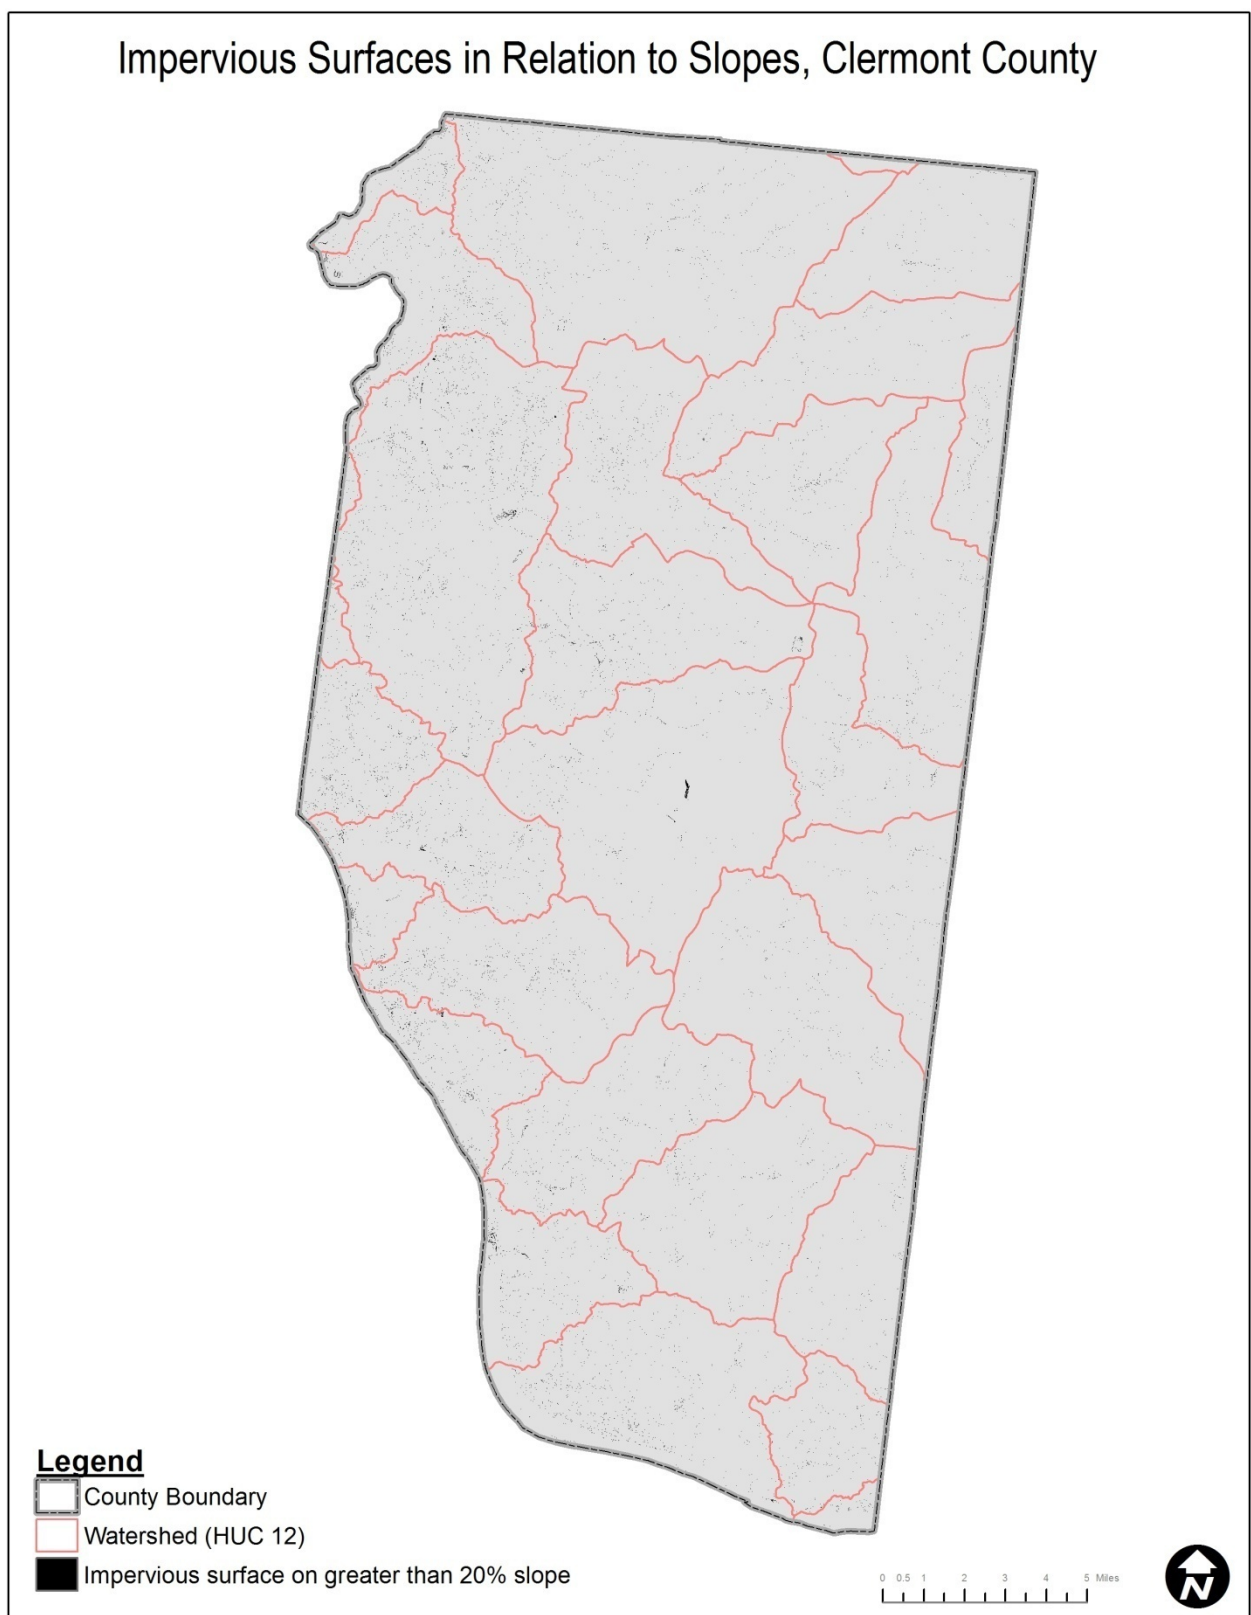 Impervious Surfaces in Relation to Slopes, Clermont County
Legend
County Boundary
Watershed (HUC 12)
Impervious surface on greater than 20% slope
0 0.5 1 2 3 4 5 Miles
N